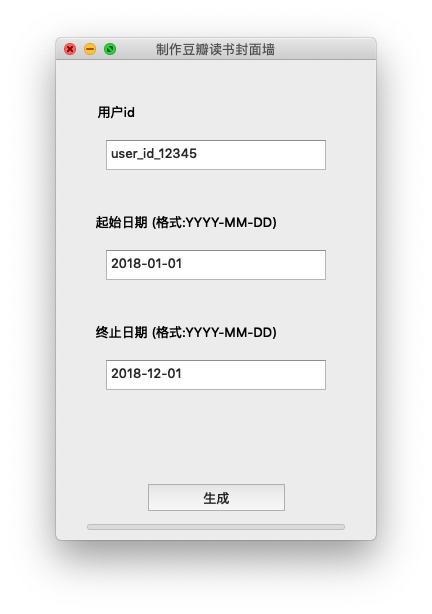 制作豆瓣读书封面墙
用户id
user_id_12345
起始日期 (格式:YYYY-MM-DD)
2018-01-01
终止日期 (格式:YYYY-MM-DD)
2018-12-01
生成